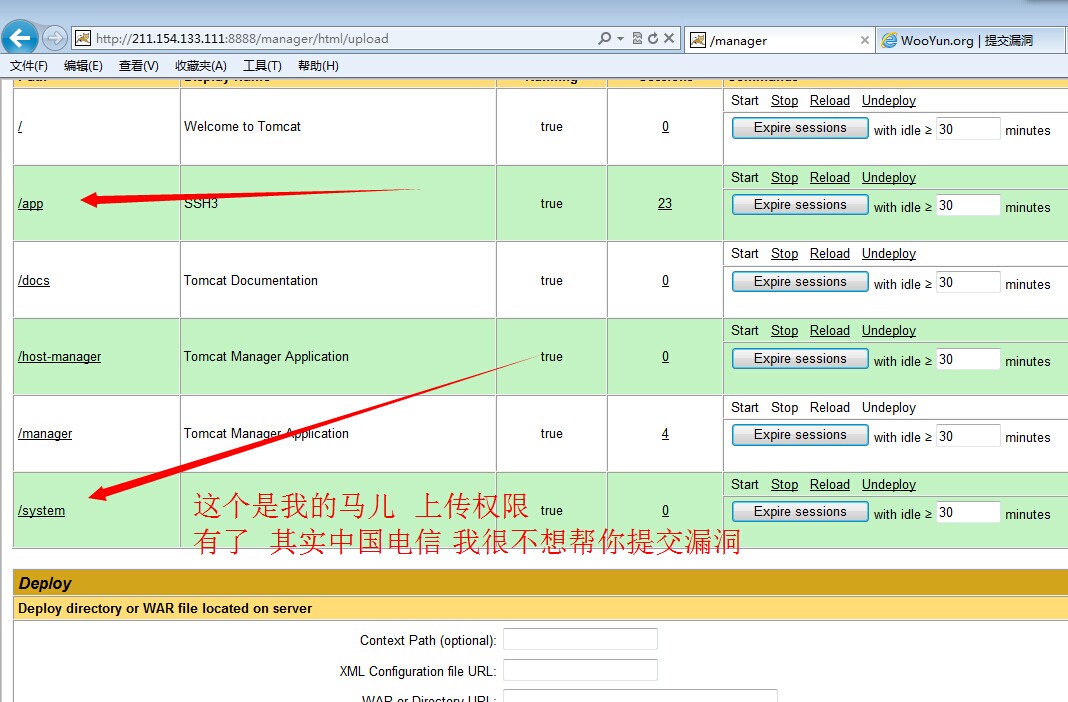 http://211.154.133.111:8888/manager/html/upload
/manager
WooYun.org | 提交漏洞
文件(F) 编辑(E) 查看(V) 收藏夹(A) 工具(T) 帮助(H)
Path Display Name Running Sessions Commands
/ Welcome to Tomcat true 0 Start Stop Reload Undeploy
Expire sessions with idle ≥ 30 minutes
/app SSH3 true 23 Start Stop Reload Undeploy
Expire sessions with idle ≥ 30 minutes
/docs Tomcat Documentation true 0 Start Stop Reload Undeploy
Expire sessions with idle ≥ 30 minutes
/host-manager Tomcat Manager Application true 0 Start Stop Reload Undeploy
Expire sessions with idle ≥ 30 minutes
/manager Tomcat Manager Application true 4 Start Stop Reload Undeploy
Expire sessions with idle ≥ 30 minutes
/system true 0 Start Stop Reload Undeploy
Expire sessions with idle ≥ 30 minutes
这个是我的马儿 上传权限
有了 其实中国电信 我很不想帮你提交漏洞
Deploy
Deploy directory or WAR file located on server
Context Path (optional):
XML Configuration file URL:
WAR or Directory URL: